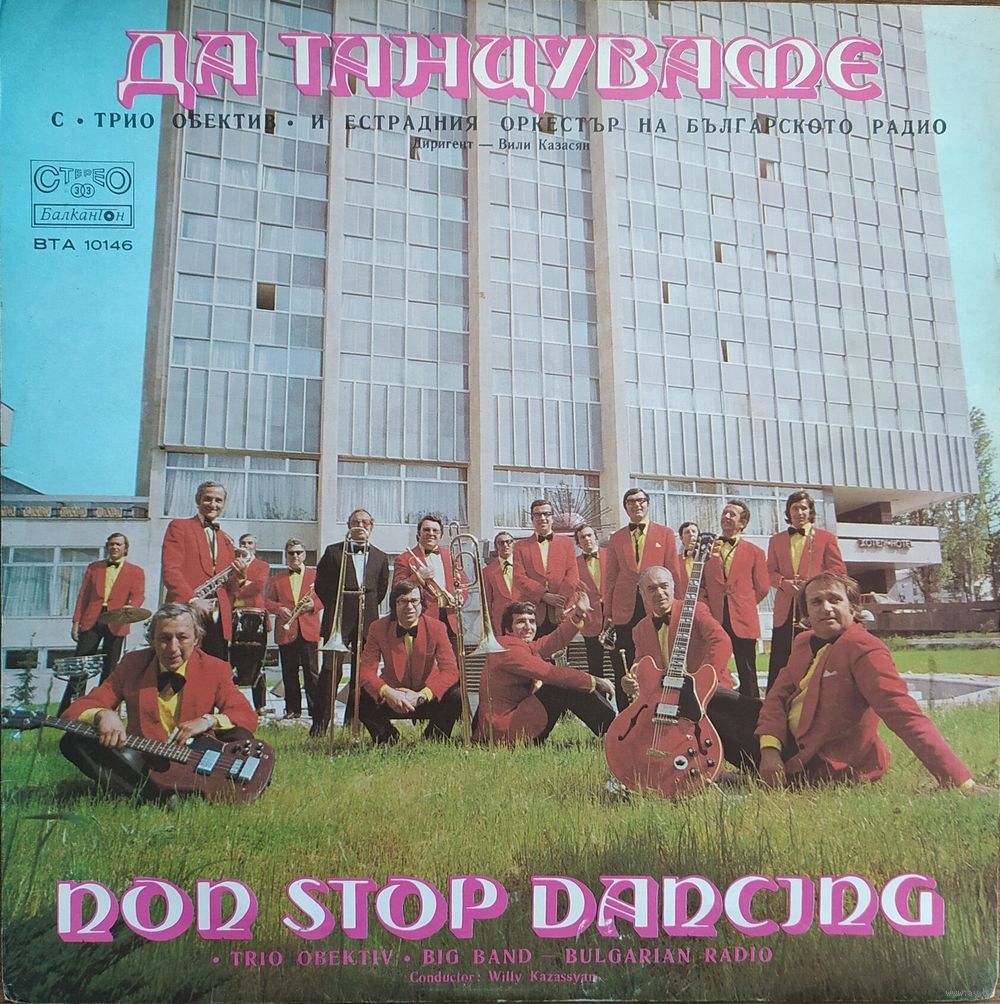 ДА ТАНЦУВАМЕ
С • ТРИО ОБЕКТИВ • И ЕСТРАДНИЯ ОРКЕСТЪР НА БЪЛГАРСКОТО РАДИО
Диригент — Вили Казасян
СТЕРЕО
33
Балкантон
ВТА 10146
NON STOP DANCING
• TRIO OBEKTIV • BIG BAND — BULGARIAN RADIO
Conductor: Willy Kazassyan